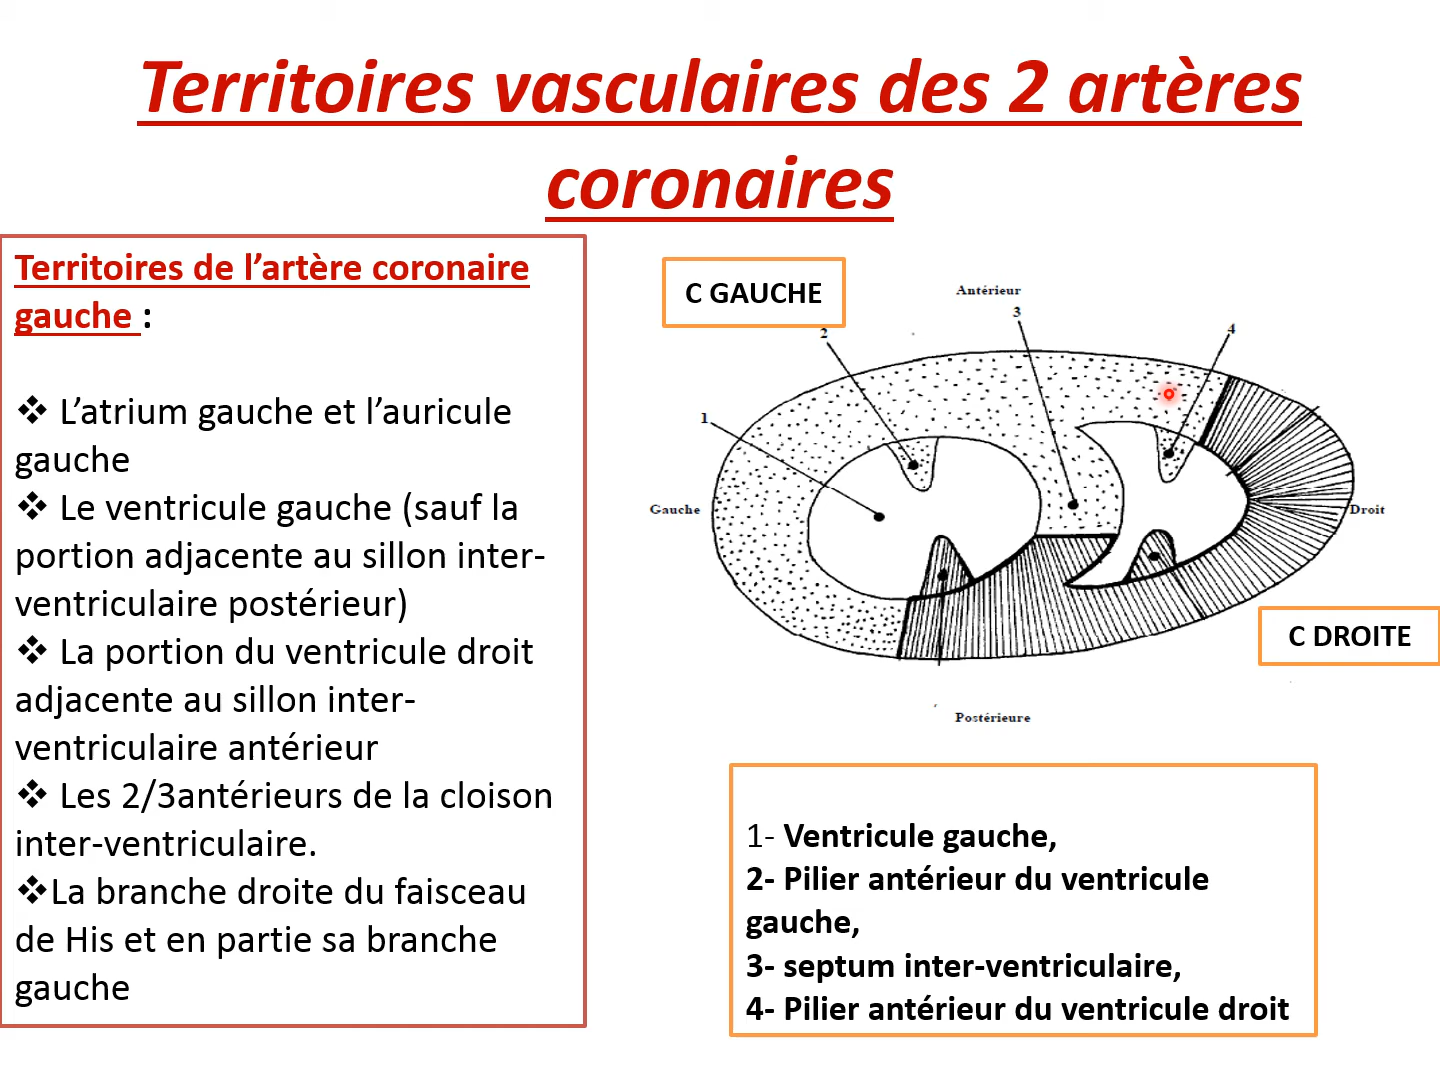 Territoires vasculaires des 2 artères
coronaires
Territoires de l’artère coronaire
gauche :
❖ L’atrium gauche et l’auricule
gauche
❖ Le ventricule gauche (sauf la
portion adjacente au sillon inter-
ventriculaire postérieur)
❖ La portion du ventricule droit
adjacente au sillon inter-
ventriculaire antérieur
❖ Les 2/3antérieurs de la cloison
inter-ventriculaire.
❖La branche droite du faisceau
de His et en partie sa branche
gauche
C GAUCHE
Antérieur
3
2
4
1
Gauche
Droit
C DROITE
Postérieure
1- Ventricule gauche,
2- Pilier antérieur du ventricule
gauche,
3- septum inter-ventriculaire,
4- Pilier antérieur du ventricule droit